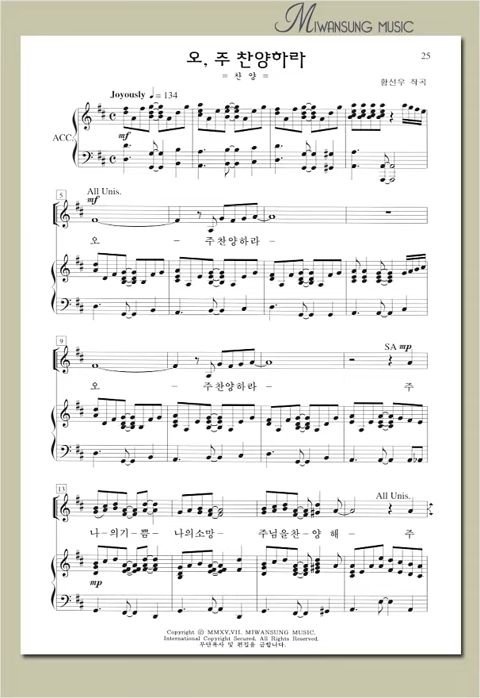 MIWANSUNG MUSIC
오, 주 찬양하라
25
= 찬 양 =
황선우 작곡
Joyously ♩= 134
ACC.
mf
5
All Unis.
mf
오 - 주찬양하라 -
9
SA mp
오 - 주찬양하라 - 주
13
All Unis.
나-의기-쁨- 나의소망- 주님을찬-양 해- 주
mp
Copyright © MMXV.VII. MIWANSUNG MUSIC.
International Copyright Secured. All Rights Reserved.
무단복사 및 편집을 금합니다.